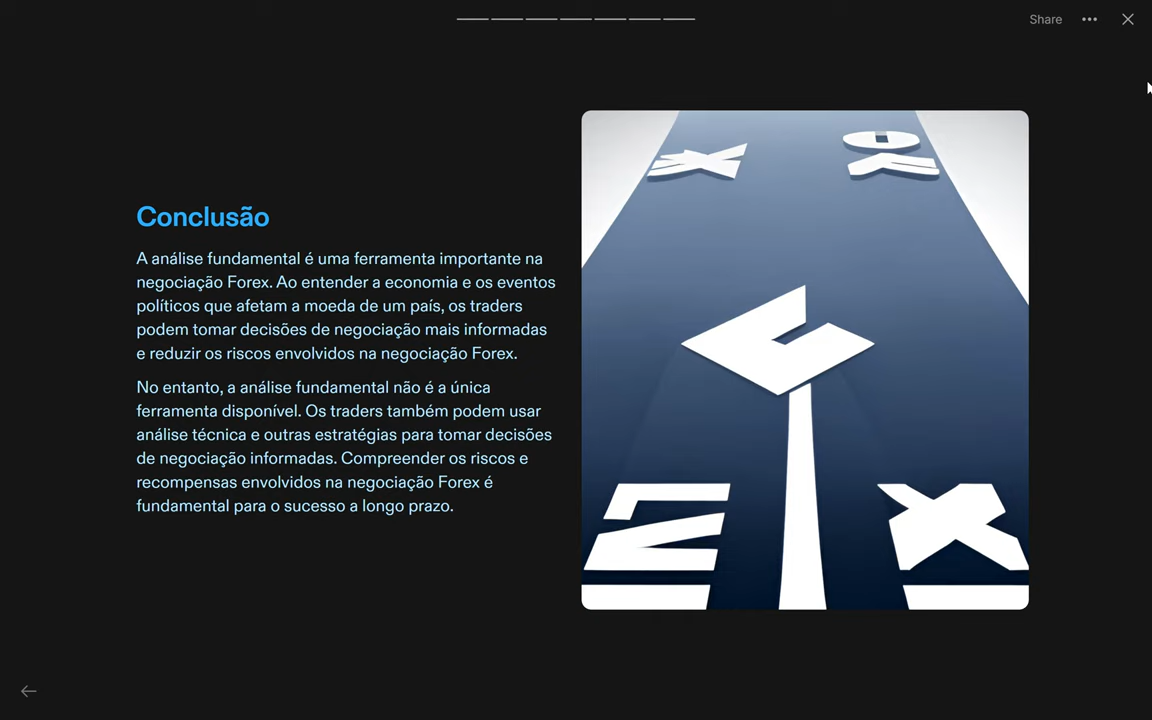 Share
Conclusão
A análise fundamental é uma ferramenta importante na
negociação Forex. Ao entender a economia e os eventos
políticos que afetam a moeda de um país, os traders
podem tomar decisões de negociação mais informadas
e reduzir os riscos envolvidos na negociação Forex.
No entanto, a análise fundamental não é a única
ferramenta disponível. Os traders também podem usar
análise técnica e outras estratégias para tomar decisões
de negociação informadas. Compreender os riscos e
recompensas envolvidos na negociação Forex é
fundamental para o sucesso a longo prazo.